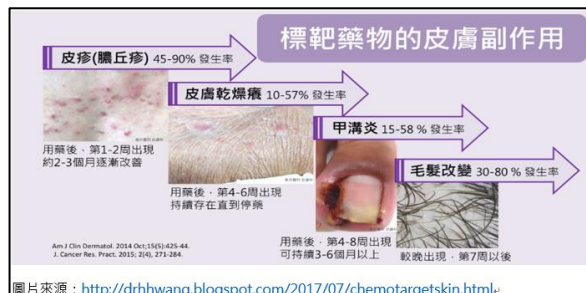 標靶藥物的皮膚副作用
皮疹(膿丘疹) 45-90% 發生率
用藥後，第1-2周出現
約2-3個月逐漸改善
皮膚乾燥癢 10-57% 發生率
用藥後，第4-6周出現
持續存在直到停藥
甲溝炎 15-58 % 發生率
用藥後，第4-8周出現
可持續3-6個月以上
毛髮改變 30-80 % 發生率
較晚出現，第7周以後
Am J Clin Dermatol. 2014 Oct;15(5):425-44.
J. Cancer Res. Pract. 2015; 2(4), 271-284.
圖片來源：http://drhhwang.blogspot.com/2017/07/chemotargetskin.html